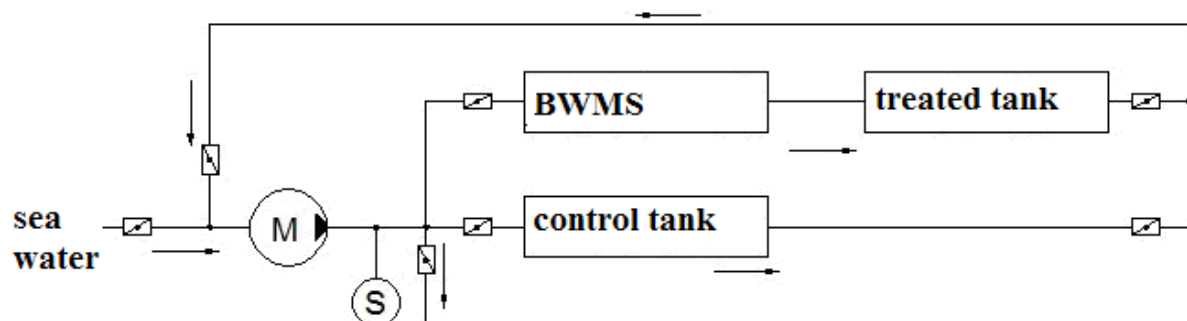 BWMS
treated tank
sea
water
M
control tank
S